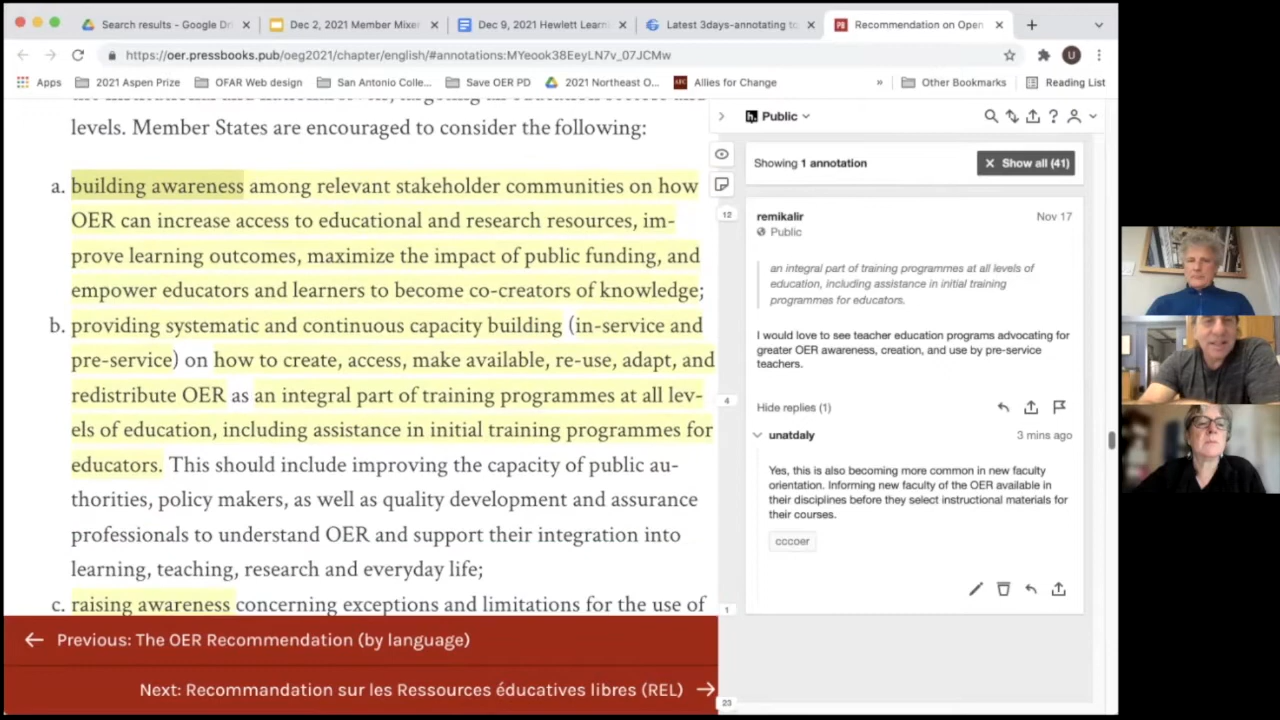 Search results - Google Dri
Dec 2, 2021 Member Mixer
Dec 9, 2021 Hewlett Learni
Latest 3days-annotating to
Recommendation on Open
https://oer.pressbooks.pub/oeg2021/chapter/english/#annotations:MYeook38EeyLN7v_07JCMw
U
Apps
2021 Aspen Prize
OFAR Web design
San Antonio Colle...
Save OER PD
2021 Northeast O...
Allies for Change
»
Other Bookmarks
Reading List
levels. Member States are encouraged to consider the following:
a. building awareness among relevant stakeholder communities on how
OER can increase access to educational and research resources, im-
prove learning outcomes, maximize the impact of public funding, and
empower educators and learners to become co-creators of knowledge;
b. providing systematic and continuous capacity building (in-service and
pre-service) on how to create, access, make available, re-use, adapt, and
redistribute OER as an integral part of training programmes at all lev-
els of education, including assistance in initial training programmes for
educators. This should include improving the capacity of public au-
thorities, policy makers, as well as quality development and assurance
professionals to understand OER and support their integration into
learning, teaching, research and everyday life;
c. raising awareness concerning exceptions and limitations for the use of
Previous: The OER Recommendation (by language)
Next: Recommandation sur les Ressources éducatives libres (REL)
12
4
1
23
Public
Showing 1 annotation
Show all (41)
remikalir
Nov 17
Public
an integral part of training programmes at all levels of
education, including assistance in initial training
programmes for educators.
I would love to see teacher education programs advocating for
greater OER awareness, creation, and use by pre-service
teachers.
Hide replies (1)
unatdaly
3 mins ago
Yes, this is also becoming more common in new faculty
orientation. Informing new faculty of the OER available in
their disciplines before they select instructional materials for
their courses.
cccoer